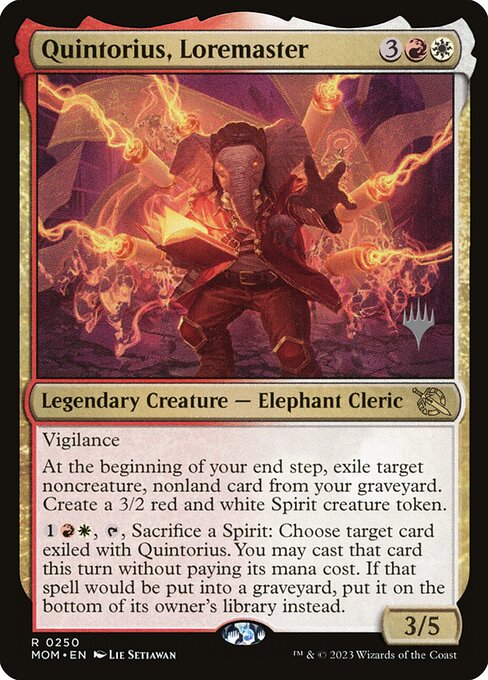 Quintorius, Loremaster 3
Legendary Creature — Elephant Cleric
Vigilance
At the beginning of your end step, exile target
noncreature, nonland card from your graveyard.
Create a 3/2 red and white Spirit creature token.
1, , Sacrifice a Spirit: Choose target card
exiled with Quintorius. You may cast that card
this turn without paying its mana cost. If that
spell would be put into a graveyard, put it on the
bottom of its owner's library instead.
3/5
R 0250
MOM • EN Lie Setiawan
™ & © 2023 Wizards of the Coast